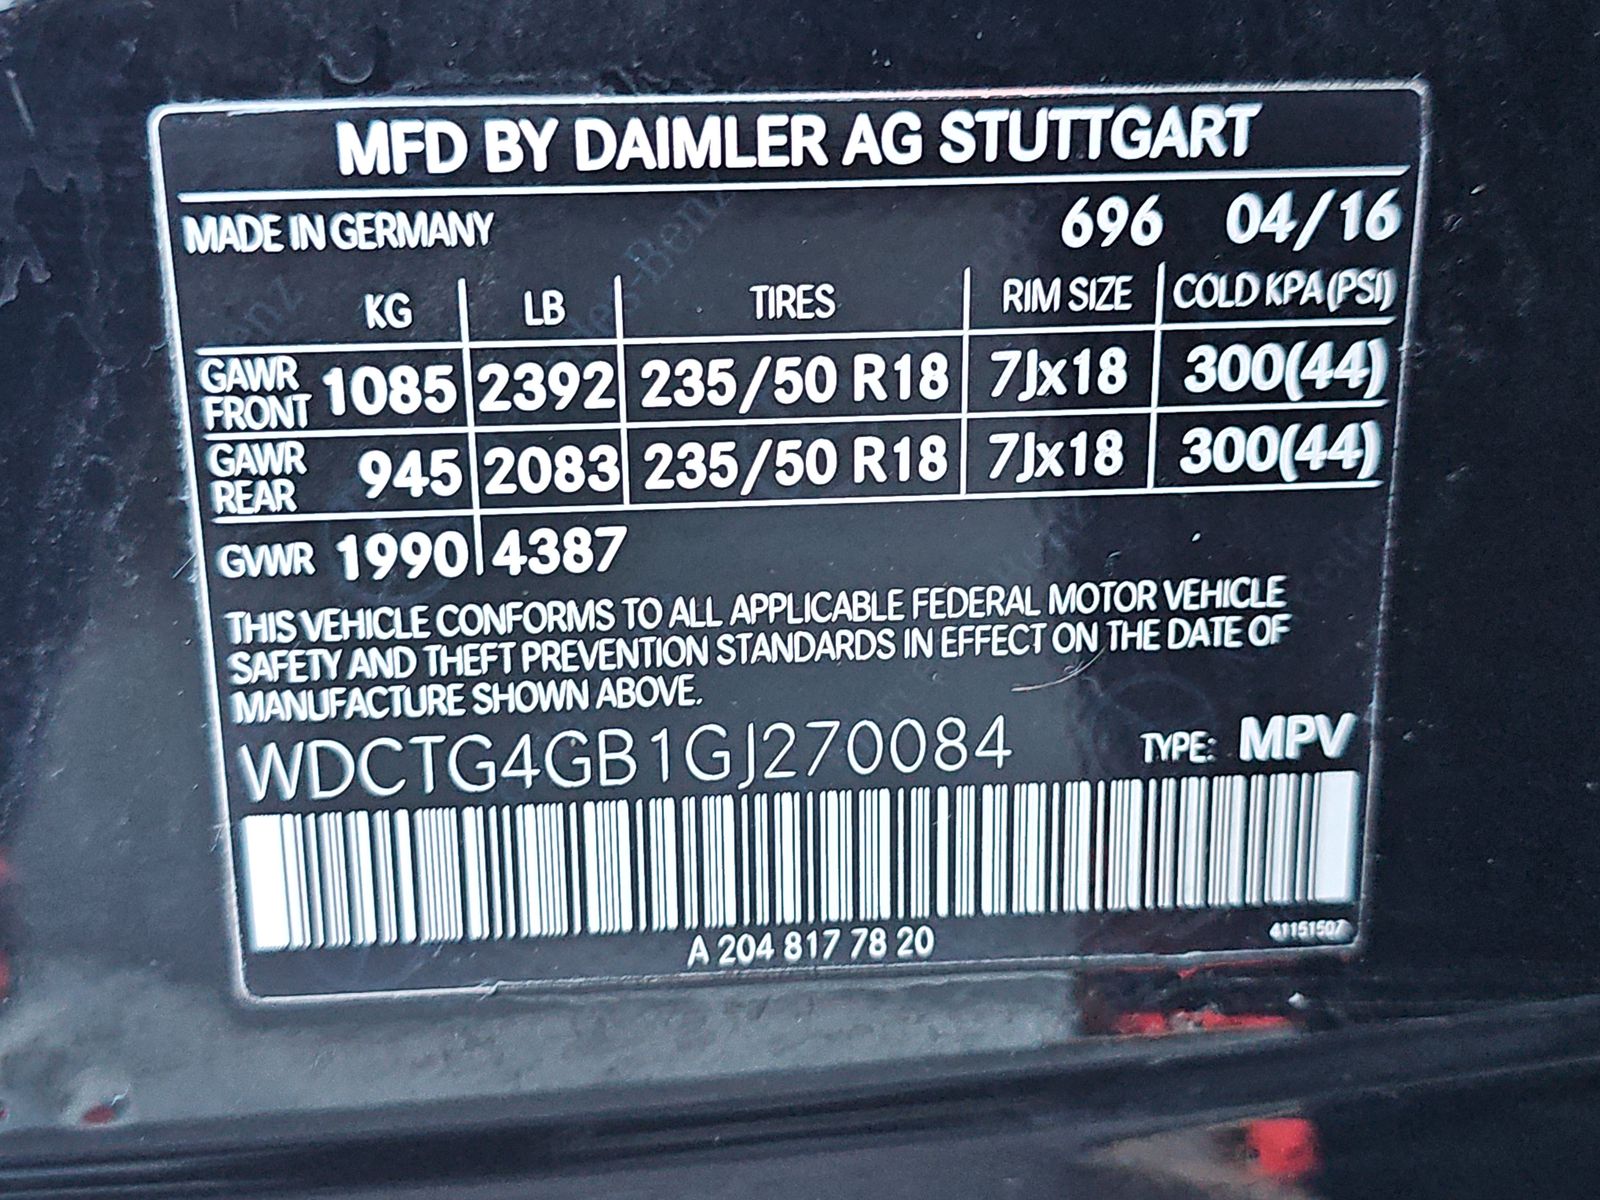 MFD BY DAIMLER AG STUTTGART
MADE IN GERMANY 696 04/16
KG LB TIRES RIM SIZE COLD KPA (PSI)
GAWR FRONT 1085 2392 235/50 R18 7Jx18 300(44)
GAWR REAR 945 2083 235/50 R18 7Jx18 300(44)
GVWR 1990 4387
THIS VEHICLE CONFORMS TO ALL APPLICABLE FEDERAL MOTOR VEHICLE
SAFETY AND THEFT PREVENTION STANDARDS IN EFFECT ON THE DATE OF
MANUFACTURE SHOWN ABOVE.
WDCTG4GB1GJ270084 TYPE: MPV
A 204 817 78 20
41151507